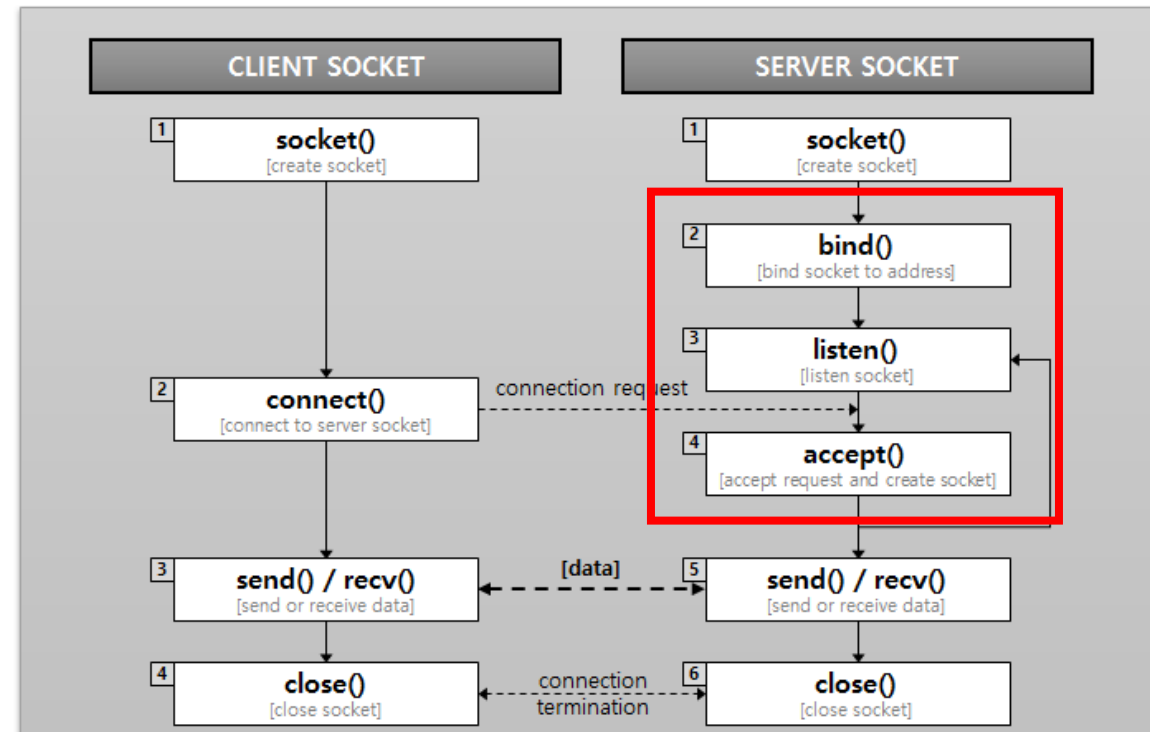 CLIENT SOCKET
SERVER SOCKET
1
socket()
[create socket]
1
socket()
[create socket]
2
bind()
[bind socket to address]
3
listen()
[listen socket]
2
connect()
[connect to server socket]
connection request
4
accept()
[accept request and create socket]
3
send() / recv()
[send or receive data]
[data]
5
send() / recv()
[send or receive data]
4
close()
[close socket]
connection
termination
6
close()
[close socket]